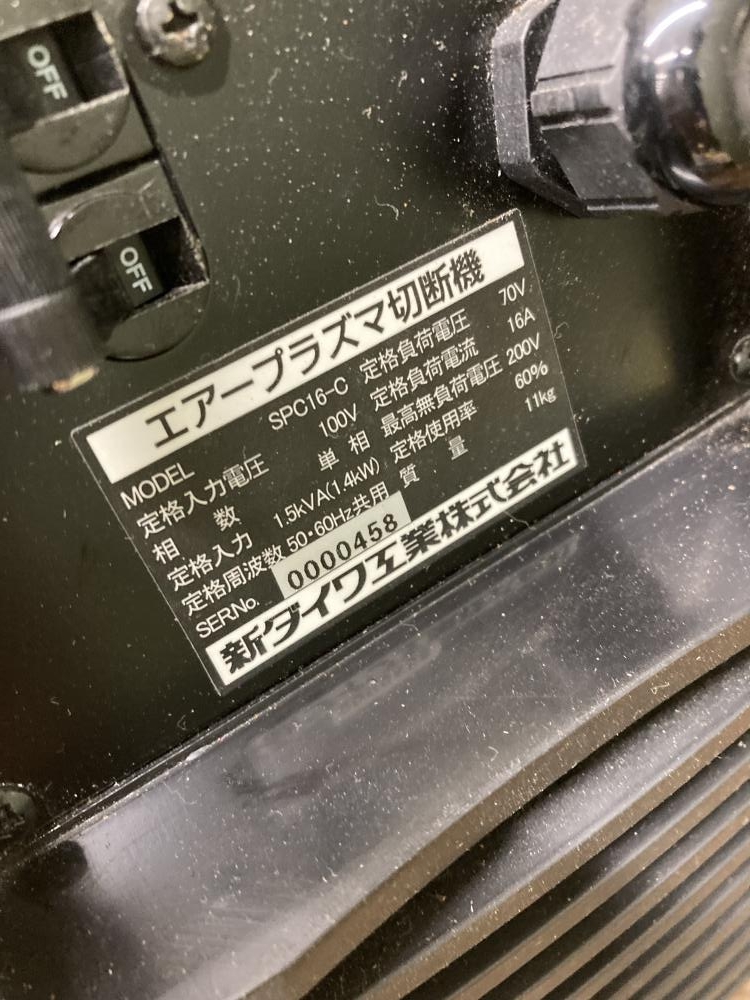 OFF
OFF
エアープラズマ切断機
MODEL SPC16-C 定格負荷電圧 70V
定格入力電圧 100V 定格負荷電流 16A
相数 単相 最高無負荷電圧 200V
定格入力 1.5kVA(1.4kW) 定格使用率 60%
定格周波数 50・60Hz共用 質量 11kg
SERNo. 0000458
新ダイワ工業株式会社